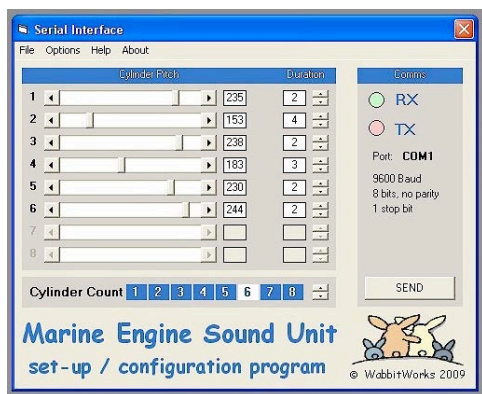 Serial Interface
File Options Help About
Cylinder Pitch Duration Comms
1 235 2
2 153 4
3 238 2
4 183 3
5 230 2
6 244 2
7
8
RX
TX
Port: COM1
9600 Baud
8 bits, no parity
1 stop bit
Cylinder Count 1 2 3 4 5 6 7 8
SEND
Marine Engine Sound Unit
set-up / configuration program
© WabbitWorks 2009